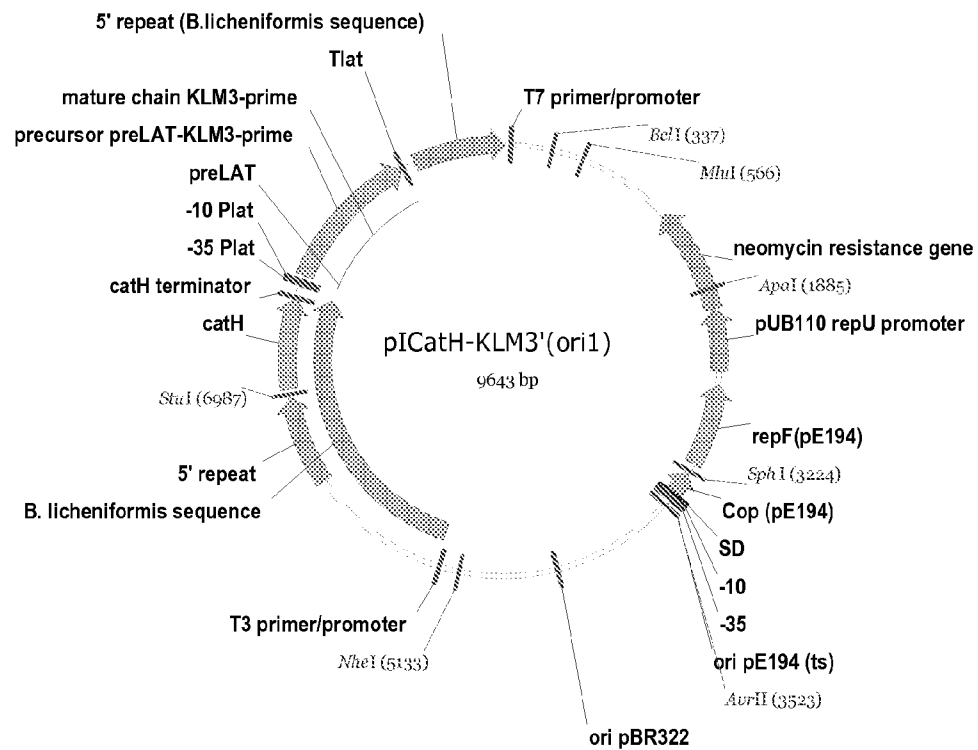 5' repeat (B.licheniformis sequence)
Tlat
mature chain KLM3-prime
precursor preLAT-KLM3-prime
preLAT
-10 Plat
-35 Plat
catH terminator
catH
StuI (6987)
5' repeat
B. licheniformis sequence
T3 primer/promoter
NheI (5133)
ori pBR322
T7 primer/promoter
BclI (337)
MluI (566)
neomycin resistance gene
ApaI (1885)
pUB110 repU promoter
repF(pE194)
SphI (3224)
Cop (pE194)
SD
-10
-35
ori pE194 (ts)
AvrII (3523)
pICatH-KLM3'(ori1)
9643 bp